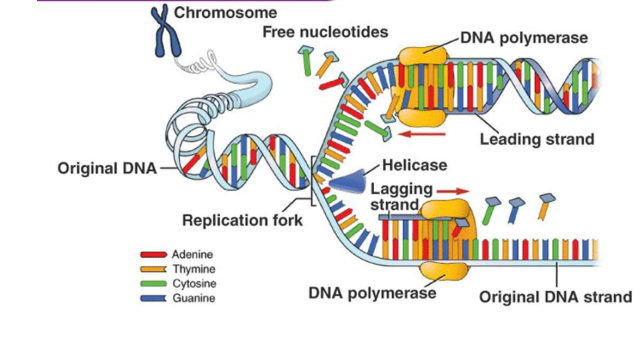 Chromosome
Free nucleotides
DNA polymerase
Leading strand
Original DNA
Helicase
Lagging
strand
Replication fork
Adenine
Thymine
Cytosine
Guanine
DNA polymerase
Original DNA strand